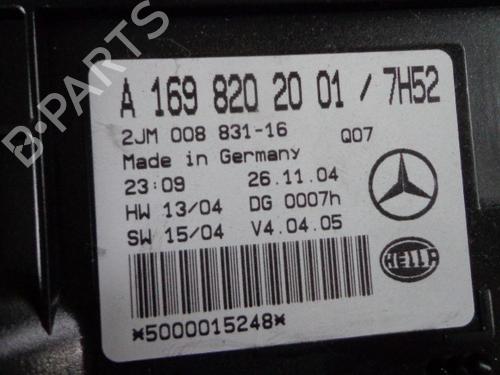 B-PARTS
A 169 820 20 01 / 7H52
2JM 008 831-16 Q07
Made in Germany
23:09 26.11.04
HW 13/04 DG 0007h
SW 15/04 V4.04.05
HELLA
*5000015248*